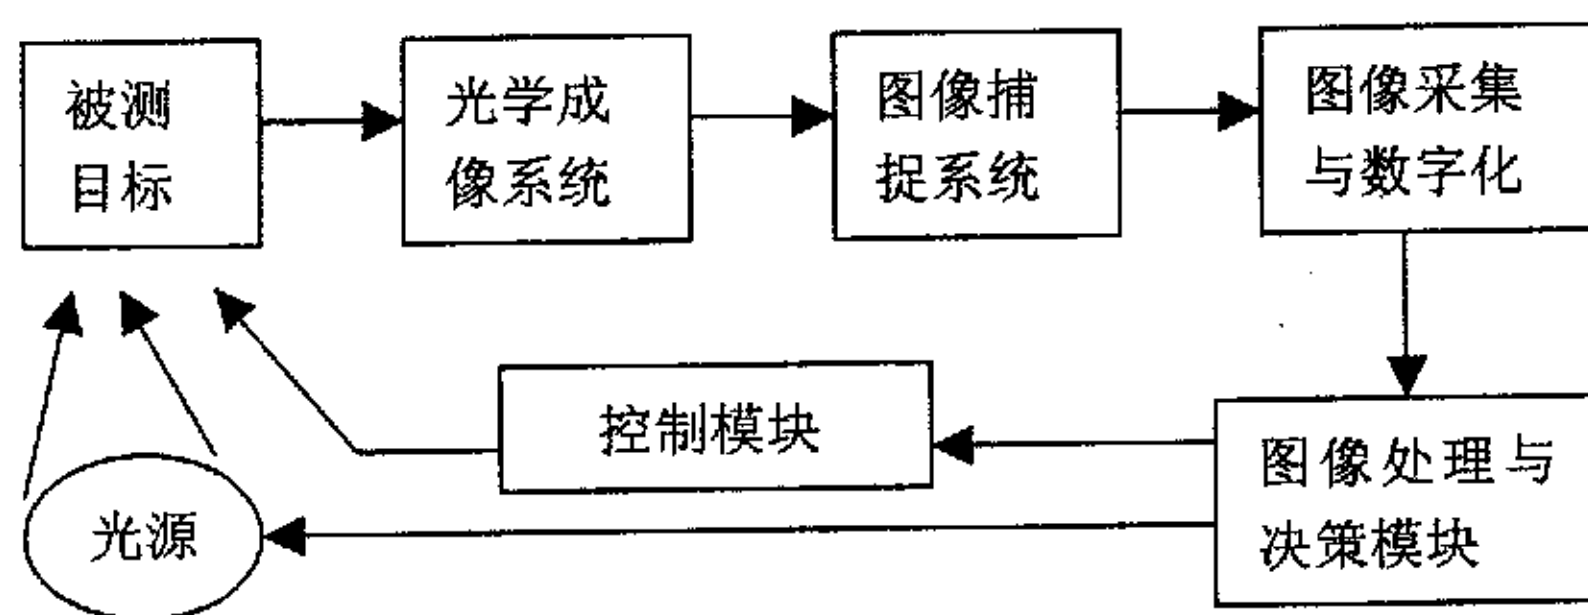 被测
目标
光学成
像系统
图像捕
捉系统
图像采集
与数字化
控制模块
图像处理与
决策模块
光源